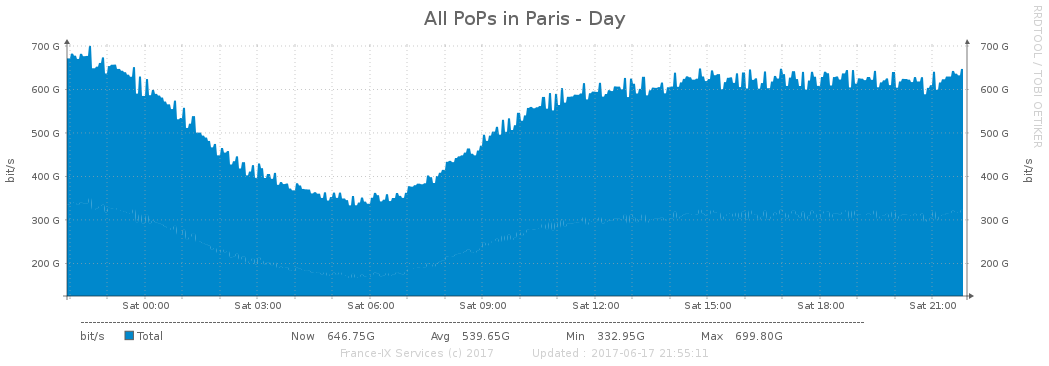 All PoPs in Paris - Day
RRDTOOL / TOBI OETIKER
700 G 700 G
600 G 600 G
500 G 500 G
400 G 400 G
300 G 300 G
200 G 200 G
bit/s bit/s
Sat 00:00 Sat 03:00 Sat 06:00 Sat 09:00 Sat 12:00 Sat 15:00 Sat 18:00 Sat 21:00
bit/s Total Now 646.75G Avg 539.65G Min 332.95G Max 699.80G
France-IX Services (c) 2017 Updated : 2017-06-17 21:55:11